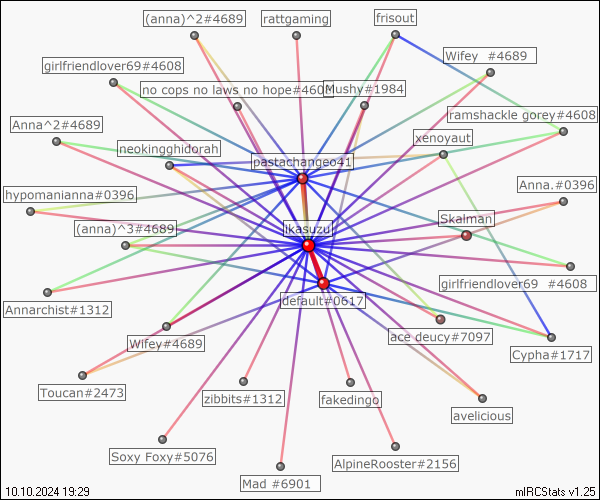 (anna)^2#4689
rattgaming
frisout
Wifey #4689
girlfriendlover69#4608
no cops no laws no hope#460
Mushy#1984
ramshackle gorey#4608
Anna^2#4689
xenoyaut
neokingghidorah
pastachangeo41
Anna.#0396
hypomanianna#0396
Skalman
(anna)^3#4689
Ikasuzu
girlfriendlover69 #4608
default#0617
Annarchist#1312
ace deucy#7097
Wifey#4689
Cypha#1717
Toucan#2473
zibbits#1312
fakedingo
avelicious
Soxy Foxy#5076
AlpineRooster#2156
Mad #6901
10.10.2024 19:29
mIRCStats v1.25